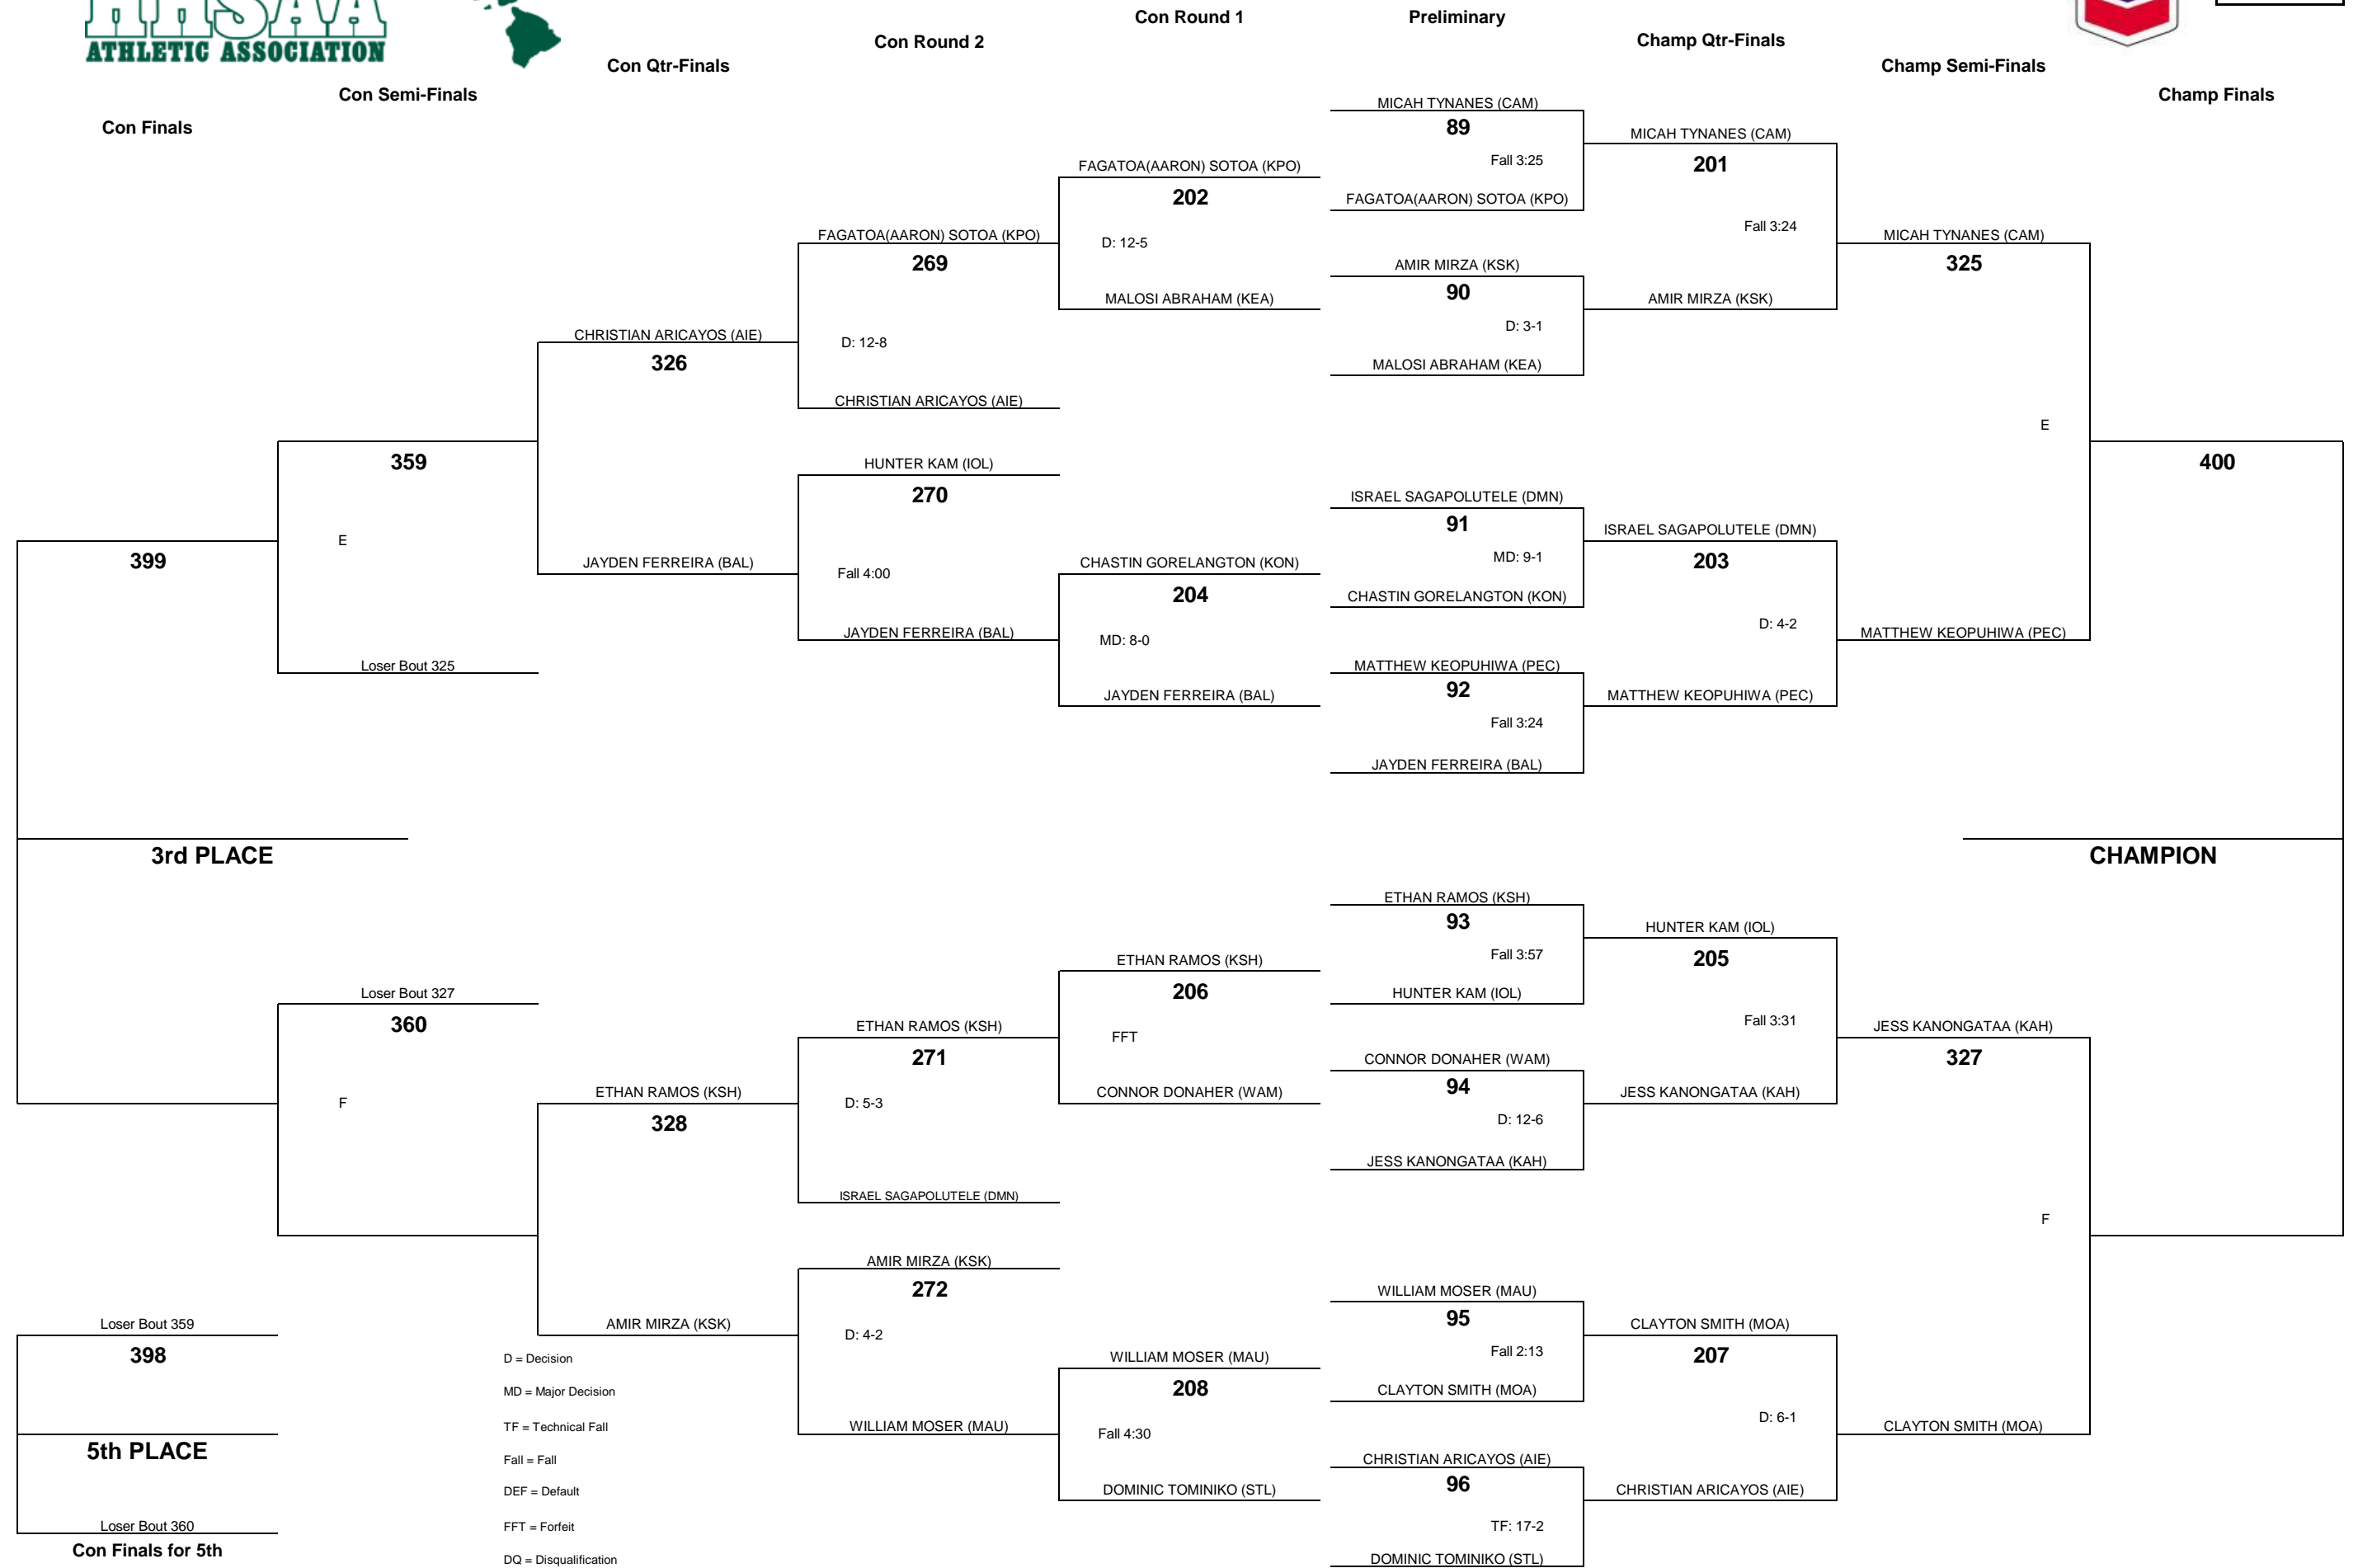 HHSAA
ATHLETIC ASSOCIATION
Con Finals
Con Semi-Finals
Con Qtr-Finals
Con Round 2
Con Round 1
Preliminary
Champ Qtr-Finals
Champ Semi-Finals
Champ Finals
MICAH TYNANES (CAM)
89
Fall 3:25
FAGATOA(AARON) SOTOA (KPO)
AMIR MIRZA (KSK)
90
D: 3-1
MALOSI ABRAHAM (KEA)
ISRAEL SAGAPOLUTELE (DMN)
91
MD: 9-1
CHASTIN GORELANGTON (KON)
MATTHEW KEOPUHIWA (PEC)
92
Fall 3:24
JAYDEN FERREIRA (BAL)
ETHAN RAMOS (KSH)
93
Fall 3:57
HUNTER KAM (IOL)
CONNOR DONAHER (WAM)
94
D: 12-6
JESS KANONGATAA (KAH)
WILLIAM MOSER (MAU)
95
Fall 2:13
CLAYTON SMITH (MOA)
CHRISTIAN ARICAYOS (AIE)
96
TF: 17-2
DOMINIC TOMINIKO (STL)
MICAH TYNANES (CAM)
201
Fall 3:24
AMIR MIRZA (KSK)
ISRAEL SAGAPOLUTELE (DMN)
203
D: 4-2
MATTHEW KEOPUHIWA (PEC)
HUNTER KAM (IOL)
205
Fall 3:31
JESS KANONGATAA (KAH)
CLAYTON SMITH (MOA)
207
D: 6-1
CHRISTIAN ARICAYOS (AIE)
MICAH TYNANES (CAM)
325
E
MATTHEW KEOPUHIWA (PEC)
JESS KANONGATAA (KAH)
327
F
CLAYTON SMITH (MOA)
400
CHAMPION
FAGATOA(AARON) SOTOA (KPO)
202
D: 12-5
MALOSI ABRAHAM (KEA)
CHASTIN GORELANGTON (KON)
204
MD: 8-0
JAYDEN FERREIRA (BAL)
ETHAN RAMOS (KSH)
206
FFT
CONNOR DONAHER (WAM)
WILLIAM MOSER (MAU)
208
Fall 4:30
DOMINIC TOMINIKO (STL)
FAGATOA(AARON) SOTOA (KPO)
269
D: 12-8
CHRISTIAN ARICAYOS (AIE)
HUNTER KAM (IOL)
270
Fall 4:00
JAYDEN FERREIRA (BAL)
ETHAN RAMOS (KSH)
271
D: 5-3
ISRAEL SAGAPOLUTELE (DMN)
AMIR MIRZA (KSK)
272
D: 4-2
WILLIAM MOSER (MAU)
CHRISTIAN ARICAYOS (AIE)
326
JAYDEN FERREIRA (BAL)
ETHAN RAMOS (KSH)
328
AMIR MIRZA (KSK)
359
E
Loser Bout 325
Loser Bout 327
360
F
399
3rd PLACE
Loser Bout 359
398
5th PLACE
Loser Bout 360
Con Finals for 5th
D = Decision
MD = Major Decision
TF = Technical Fall
Fall = Fall
DEF = Default
FFT = Forfeit
DQ = Disqualification